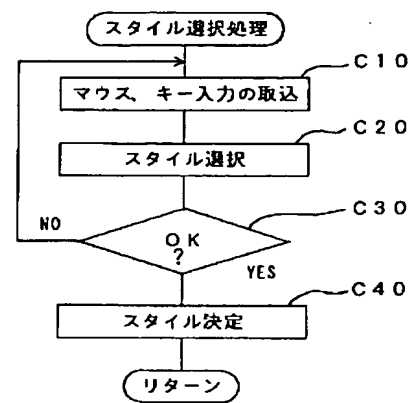 スタイル選択処理
C10
マウス、キー入力の取込
C20
スタイル選択
C30
NO
OK
?
YES
C40
スタイル決定
リターン